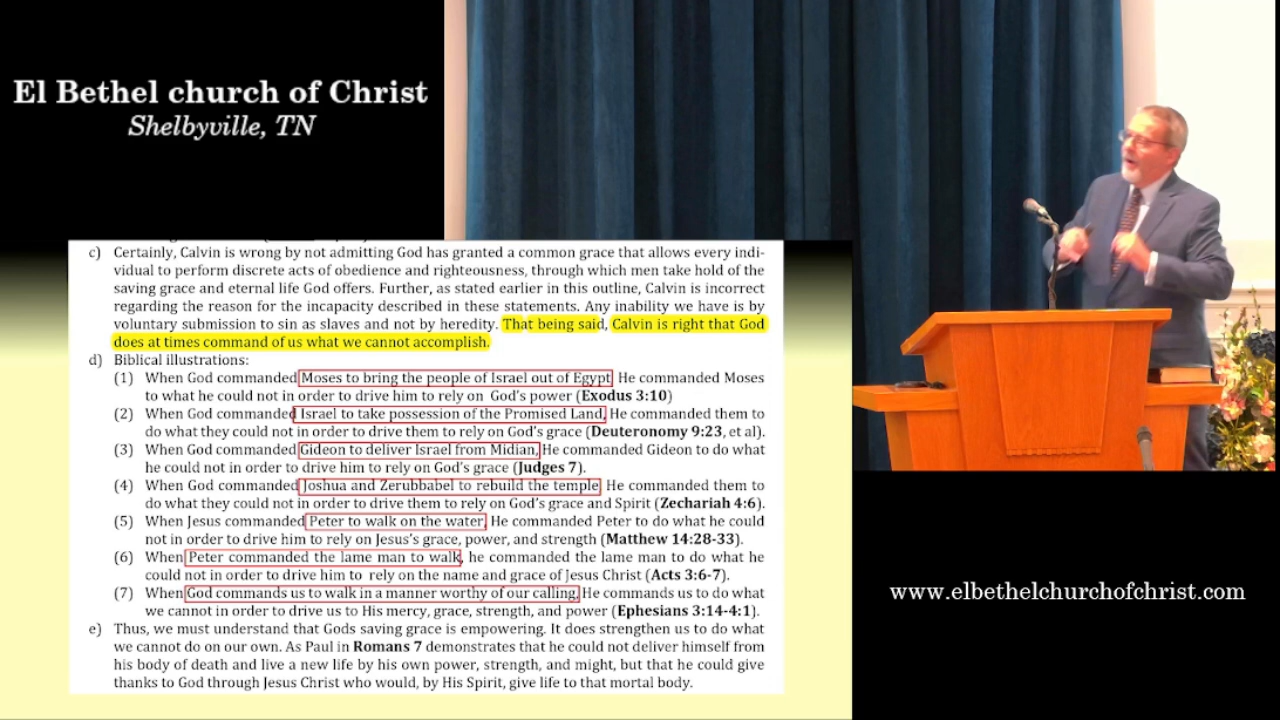 El Bethel church of Christ
Shelbyville, TN
c) Certainly, Calvin is wrong by not admitting God has granted a common grace that allows every indi-
vidual to perform discrete acts of obedience and righteousness, through which men take hold of the
saving grace and eternal life God offers. Further, as stated earlier in this outline, Calvin is incorrect
regarding the reason for the incapacity described in these statements. Any inability we have is by
voluntary submission to sin as slaves and not by heredity. That being said, Calvin is right that God
does at times command of us what we cannot accomplish.
d) Biblical illustrations:
(1) When God commanded Moses to bring the people of Israel out of Egypt, He commanded Moses
to what he could not in order to drive him to rely on God's power (Exodus 3:10)
(2) When God commanded Israel to take possession of the Promised Land, He commanded them to
do what they could not in order to drive them to rely on God's grace (Deuteronomy 9:23, et al).
(3) When God commanded Gideon to deliver Israel from Midian, He commanded Gideon to do what
he could not in order to drive him to rely on God's grace (Judges 7).
(4) When God commanded Joshua and Zerubbabel to rebuild the temple, He commanded them to
do what they could not in order to drive them to rely on God's grace and Spirit (Zechariah 4:6).
(5) When Jesus commanded Peter to walk on the water, He commanded Peter to do what he could
not in order to drive him to rely on Jesus's grace, power, and strength (Matthew 14:28-33).
(6) When Peter commanded the lame man to walk, he commanded the lame man to do what he
could not in order to drive him to rely on the name and grace of Jesus Christ (Acts 3:6-7).
(7) When God commands us to walk in a manner worthy of our calling, He commands us to do what
we cannot in order to drive us to His mercy, grace, strength, and power (Ephesians 3:14-4:1).
e) Thus, we must understand that Gods saving grace is empowering. It does strengthen us to do what
we cannot do on our own. As Paul in Romans 7 demonstrates that he could not deliver himself from
his body of death and live a new life by his own power, strength, and might, but that he could give
thanks to God through Jesus Christ who would, by His Spirit, give life to that mortal body.
www.elbethelchurchofchrist.com